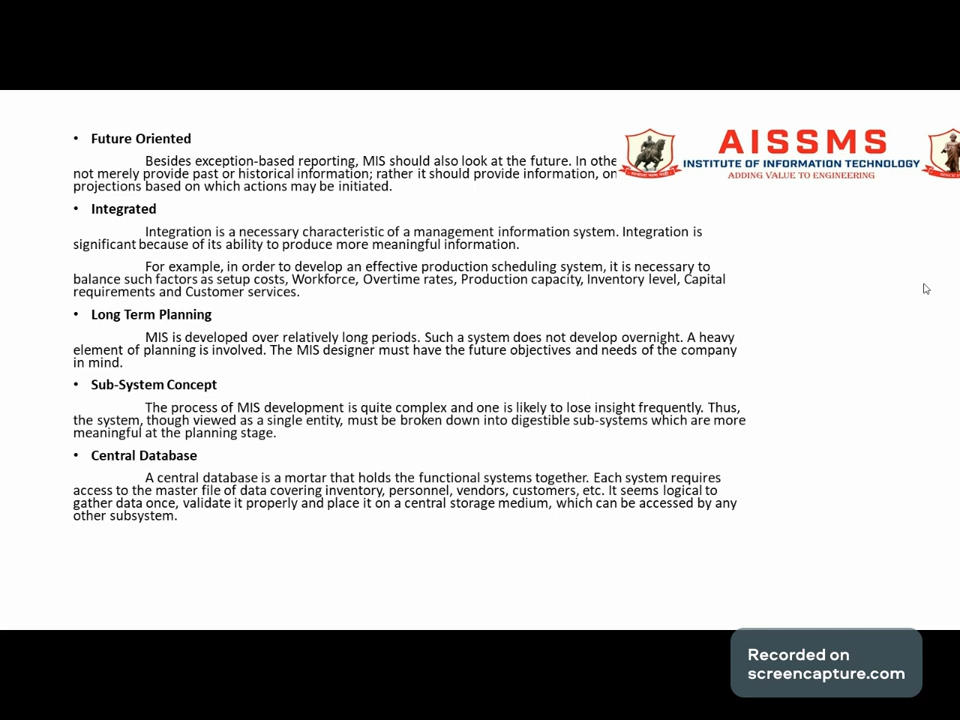 • Future Oriented
Besides exception-based reporting, MIS should also look at the future. In
not merely provide past or historical information; rather it should provide information,
projections based on which actions may be initiated.
• Integrated
Integration is a necessary characteristic of a management information system. Integration is
significant because of its ability to produce more meaningful information.
For example, in order to develop an effective production scheduling system, it is necessary to
balance such factors as setup costs, Workforce, Overtime rates, Production capacity, Inventory level, Capital
requirements and Customer services.
• Long Term Planning
MIS is developed over relatively long periods. Such a system does not develop overnight. A heavy
element of planning is involved. The MIS designer must have the future objectives and needs of the company
in mind.
• Sub-System Concept
The process of MIS development is quite complex and one is likely to lose insight frequently. Thus,
the system, though viewed as a single entity, must be broken down into digestible sub-systems which are more
meaningful at the planning stage.
• Central Database
A central database is a mortar that holds the functional systems together. Each system requires
access to the master file of data covering inventory, personnel, vendors, customers, etc. It seems logical to
gather data once, validate it properly and place it on a central storage medium, which can be accessed by any
other subsystem.
AISSMS
INSTITUTE OF INFORMATION TECHNOLOGY
ADDING VALUE TO ENGINEERING
Recorded on
screencapture.com